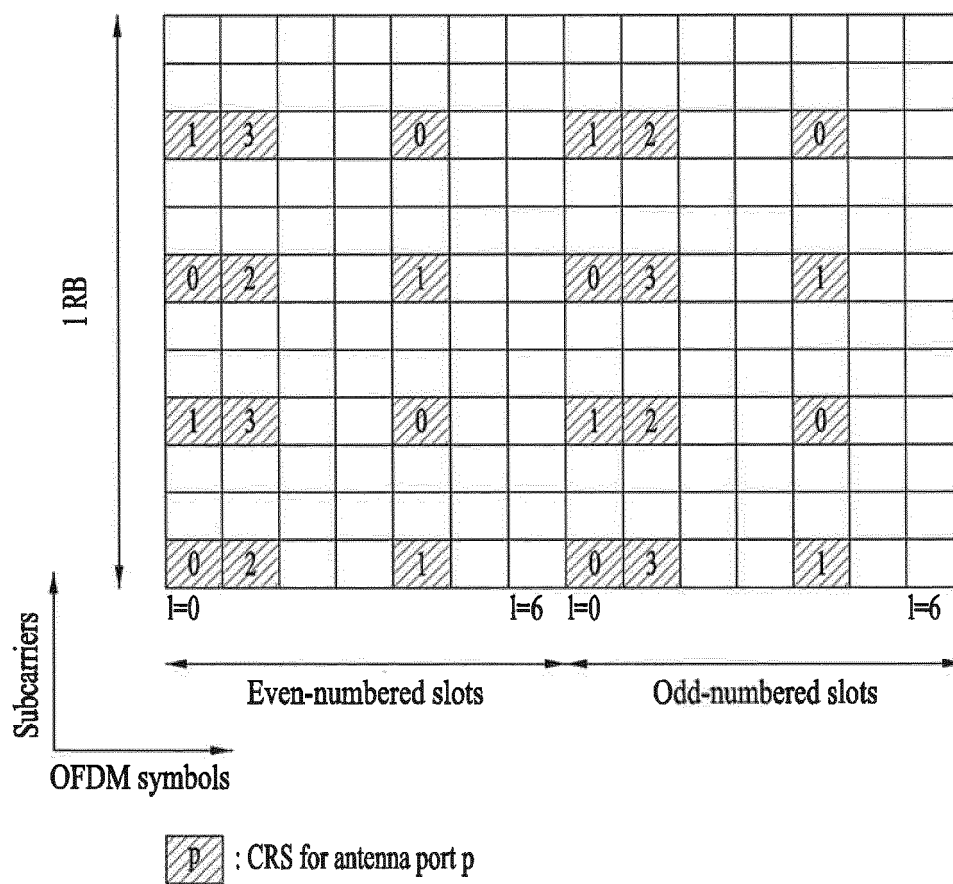 1 3 0 1 2 0
0 2 1 0 3 1
1 3 0 1 2 0
0 2 1 0 3 1
1 RB
l=0 l=6 l=0 l=6
Even-numbered slots Odd-numbered slots
Subcarriers
OFDM symbols
p : CRS for antenna port p